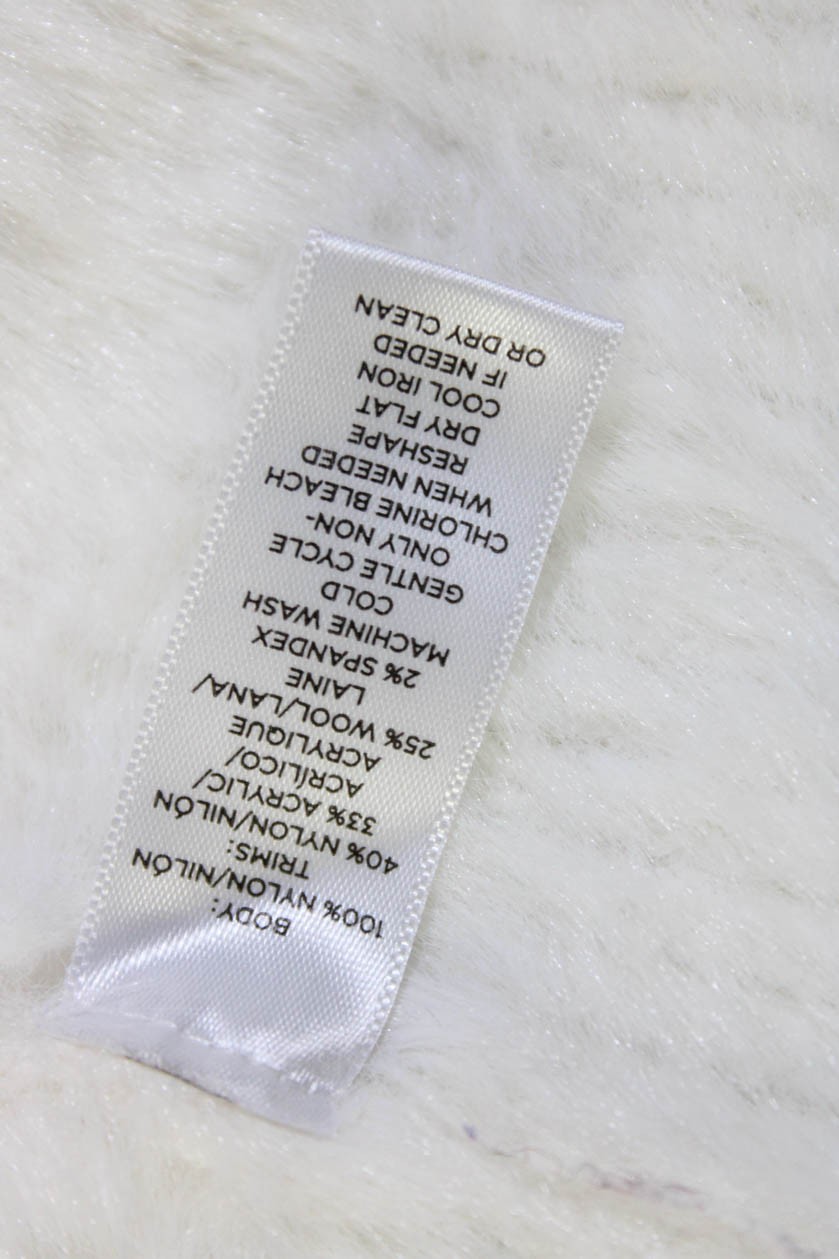 BODY:
100% NYLON/NILÓN
TRIMS:
40% NYLON/NILÓN
33% ACRYLIC/
ACRÍLICO/
ACRYLIQUE
25% WOOL/LANA/
LAINE
2% SPANDEX
MACHINE WASH
COLD
GENTLE CYCLE
ONLY NON-
CHLORINE BLEACH
WHEN NEEDED
RESHAPE
DRY FLAT
COOL IRON
IF NEEDED
OR DRY CLEAN